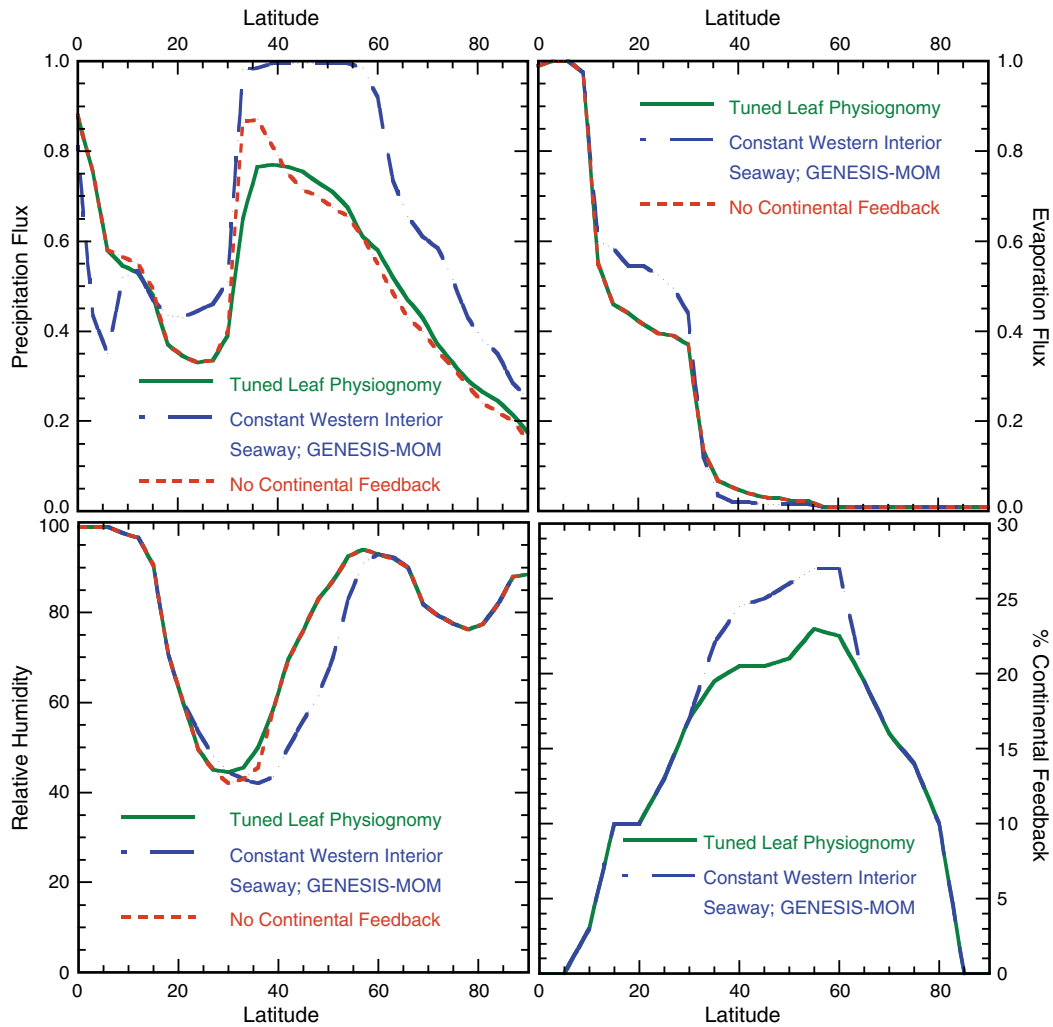 Latitude
Latitude
0 20 40 60 80
0 20 40 60 80
1.0
0.8
0.6
0.4
0.2
0.0
Precipitation Flux
Tuned Leaf Physiognomy
Constant Western Interior
Seaway; GENESIS-MOM
No Continental Feedback
Tuned Leaf Physiognomy
Constant Western Interior
Seaway; GENESIS-MOM
No Continental Feedback
1.0
0.8
0.6
0.4
0.2
0.0
Evaporation Flux
100
80
60
40
20
0
Relative Humidity
Tuned Leaf Physiognomy
Constant Western Interior
Seaway; GENESIS-MOM
No Continental Feedback
Tuned Leaf Physiognomy
Constant Western Interior
Seaway; GENESIS-MOM
30
25
20
15
10
5
0
% Continental Feedback
0 20 40 60 80
0 20 40 60 80
Latitude
Latitude